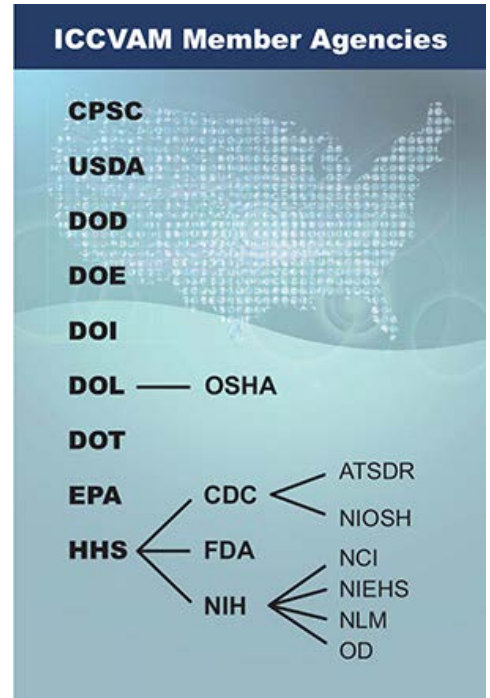 ICCVAM Member Agencies
CPSC
USDA
DOD
DOE
DOI
DOL OSHA
DOT
ATSDR
EPA CDC
NIOSH
HHS FDA
NCI
NIEHS
NIH
NLM
OD